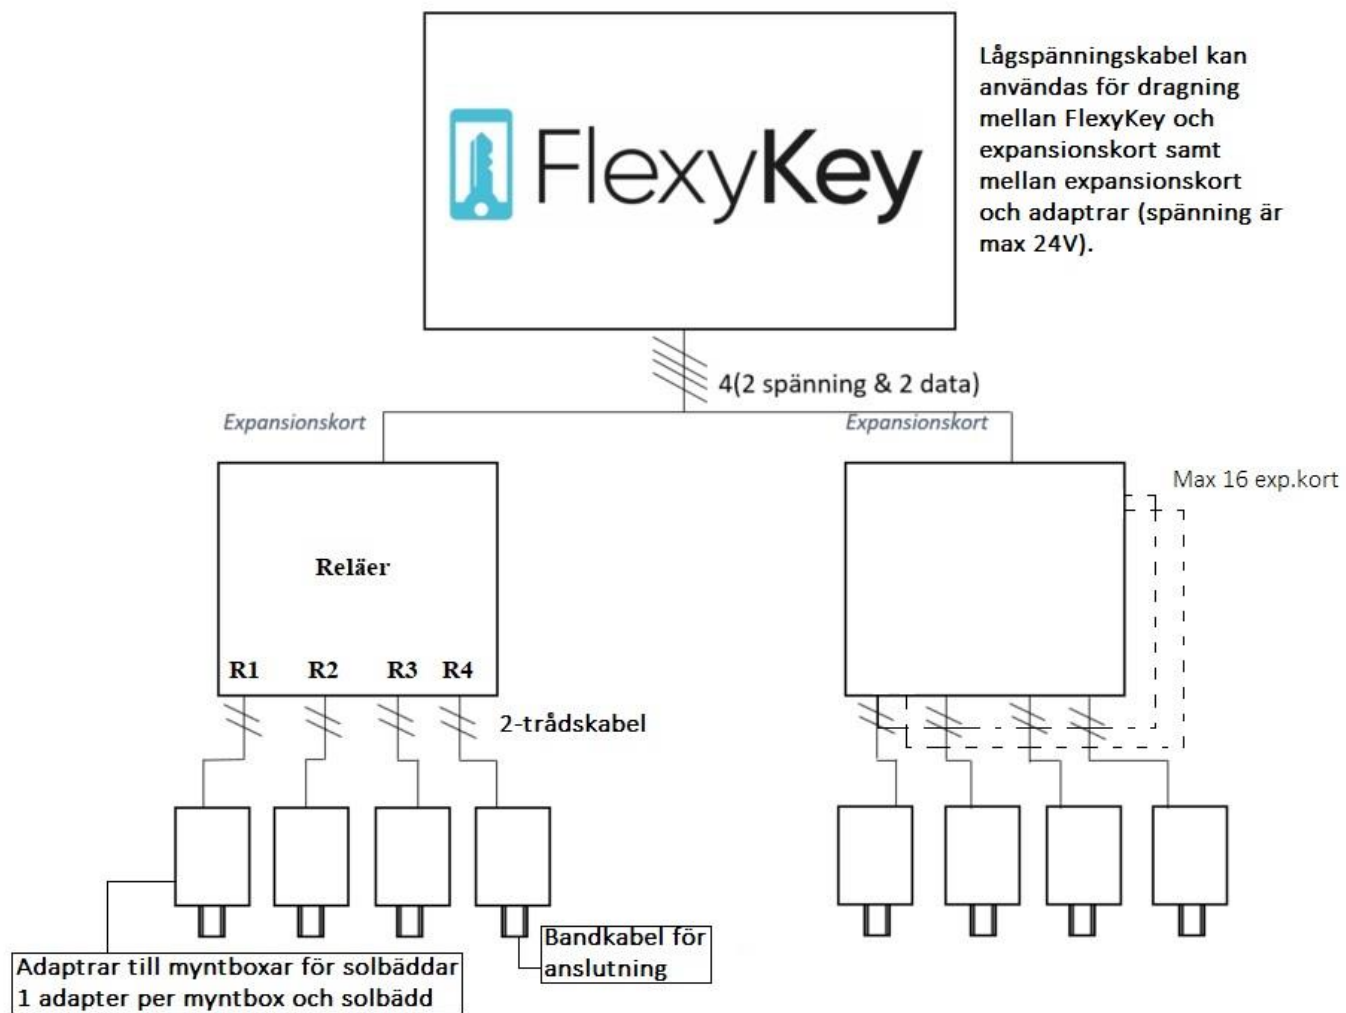 FlexyKey
Lågspänningskabel kan
användas för dragning
mellan FlexyKey och
expansionskort samt
mellan expansionskort
och adaptrar (spänning är
max 24V).
4(2 spänning & 2 data)
Expansionskort
Expansionskort
Max 16 exp.kort
Reläer
R1 R2 R3 R4
2-trådskabel
Bandkabel för
anslutning
Adaptrar till myntboxar för solbäddar
1 adapter per myntbox och solbädd